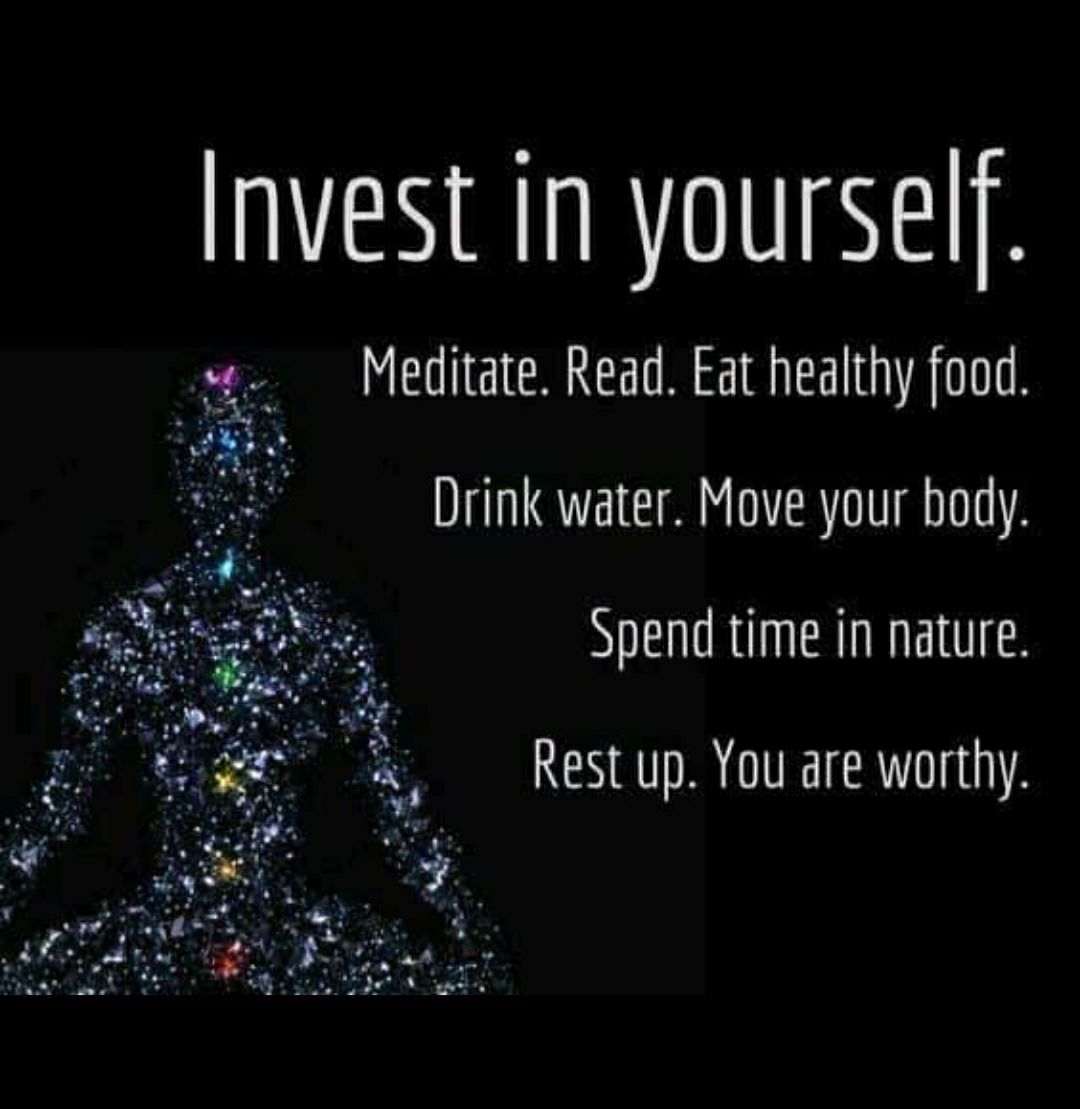 Invest in yourself.
Meditate. Read. Eat healthy food.
Drink water. Move your body.
Spend time in nature.
Rest up. You are worthy.